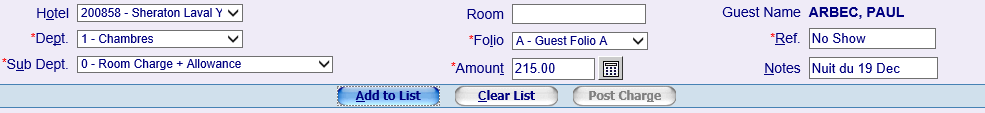 Hotel 200858 - Sheraton Laval Y Room Guest Name ARBEC, PAUL
*Dept. 1 - Chambres *Folio A - Guest Folio A *Ref. No Show
*Sub Dept. 0 - Room Charge + Allowance *Amount 215.00 Notes Nuit du 19 Dec
Add to List Clear List Post Charge